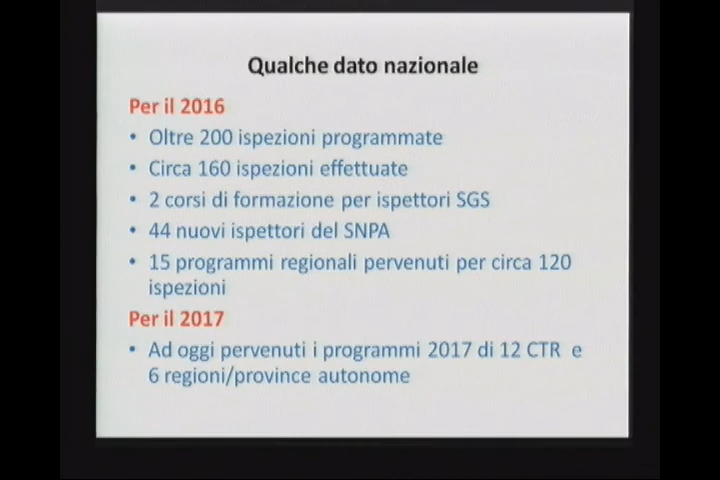 Qualche dato nazionale
Per il 2016
• Oltre 200 ispezioni programmate
• Circa 160 ispezioni effettuate
• 2 corsi di formazione per ispettori SGS
• 44 nuovi ispettori del SNPA
• 15 programmi regionali pervenuti per circa 120
ispezioni
Per il 2017
• Ad oggi pervenuti i programmi 2017 di 12 CTR e
6 regioni/province autonome